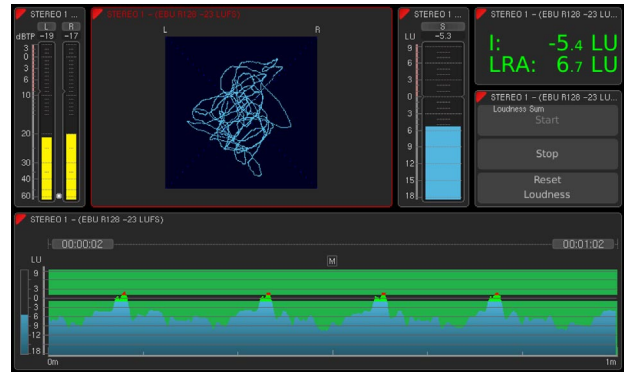 STEREO 1 ...
L R
dBTP -19 -17
3
0
3
6
10
20
30
40
60
STEREO 1 - (EBU R128 -23 LUFS)
L R
STEREO 1 ...
S
LU -5.3
9
6
3
0
3
6
9
12
15
18
STEREO 1 - (EBU R128 -23 LU...
I: -5.4 LU
LRA: 6.7 LU
STEREO 1 - (EBU R128 -23 LU...
Loudness Sum
Start
Stop
Reset
Loudness
STEREO 1 - (EBU R128 -23 LUFS)
00:00:02 00:01:02
LU M
9
3
0
3
6
9
12
18
0m 1m